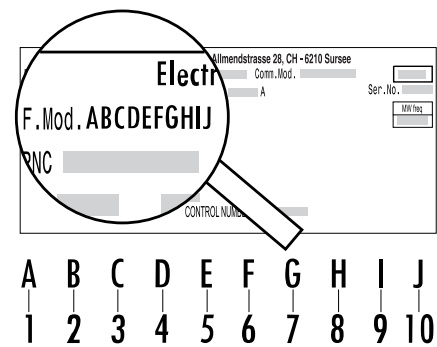 Allmendstrasse 28, CH - 6210 Sursee
Electr Comm.Mod.
A Ser.No.
F.Mod. ABCDEFGHIJ MW freq
PNC
CONTROL NUMB
A B C D E F G H I J
1 2 3 4 5 6 7 8 9 10